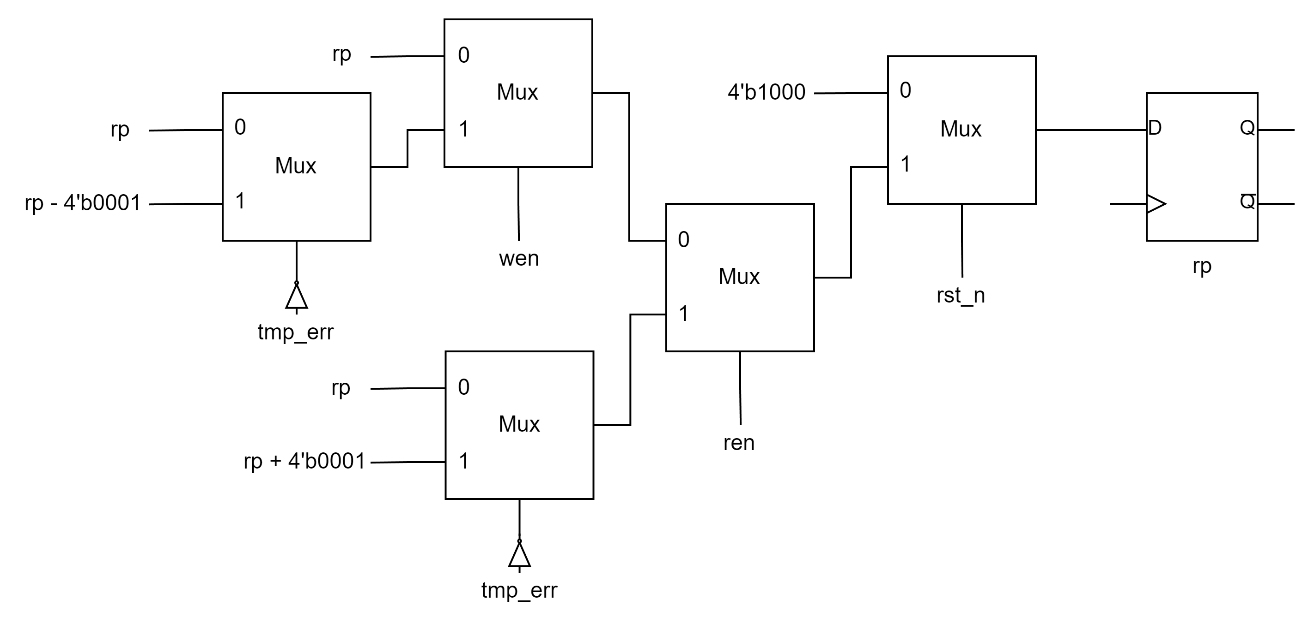 rp
0
Mux
1
wen
rp
0
Mux
rp - 4'b0001
1
tmp_err
4'b1000
0
Mux
1
rst_n
D
Q
Q̅
rp
0
Mux
1
ren
rp
0
Mux
rp + 4'b0001
1
tmp_err